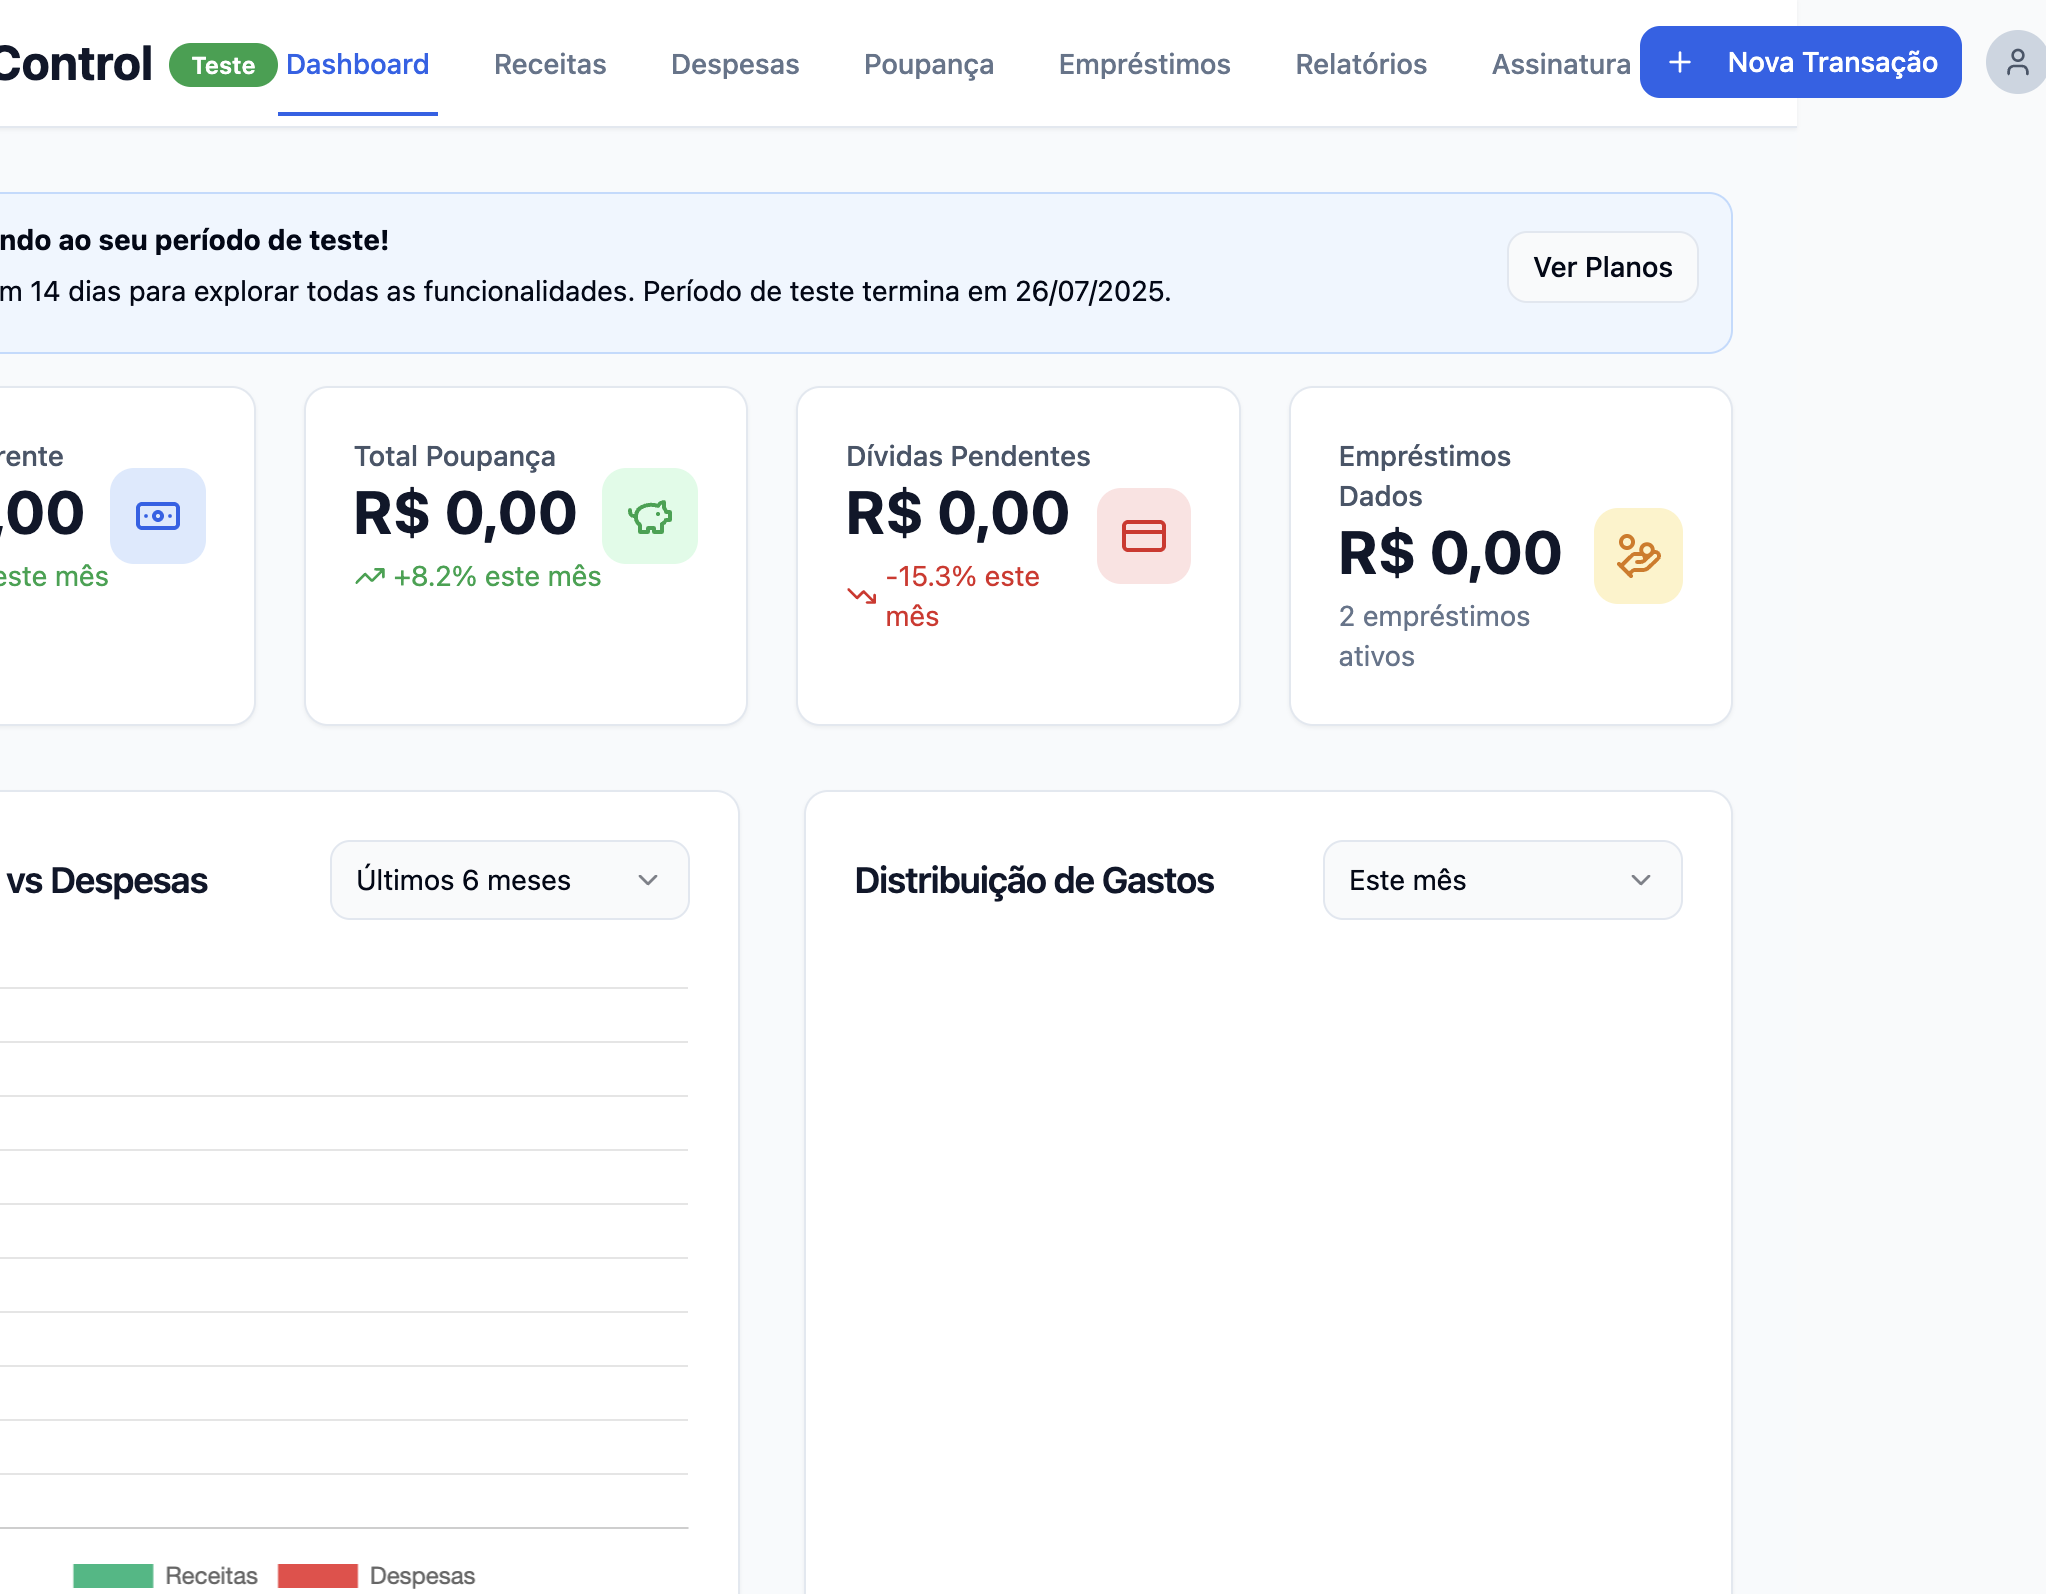 Control Teste Dashboard Receitas Despesas Poupança Empréstimos Relatórios Assinatura + Nova Transação
ndo ao seu período de teste!
m 14 dias para explorar todas as funcionalidades. Período de teste termina em 26/07/2025.
Ver Planos
rente
,00
este mês
Total Poupança
R$ 0,00
+8.2% este mês
Dívidas Pendentes
R$ 0,00
-15.3% este
mês
Empréstimos
Dados
R$ 0,00
2 empréstimos
ativos
vs Despesas
Últimos 6 meses
Distribuição de Gastos
Este mês
Receitas Despesas